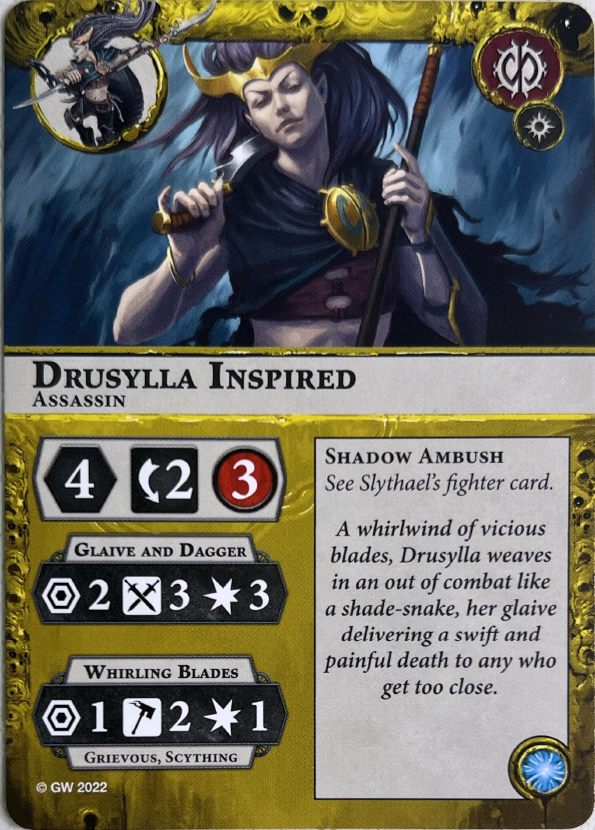 Drusylla Inspired
Assassin
4 2 3
Glaive and Dagger
2 3 3
Whirling Blades
1 2 1
Grievous, Scything
© GW 2022
Shadow Ambush
See Slythael's fighter card.
A whirlwind of vicious
blades, Drusylla weaves
in an out of combat like
a shade-snake, her glaive
delivering a swift and
painful death to any who
get too close.